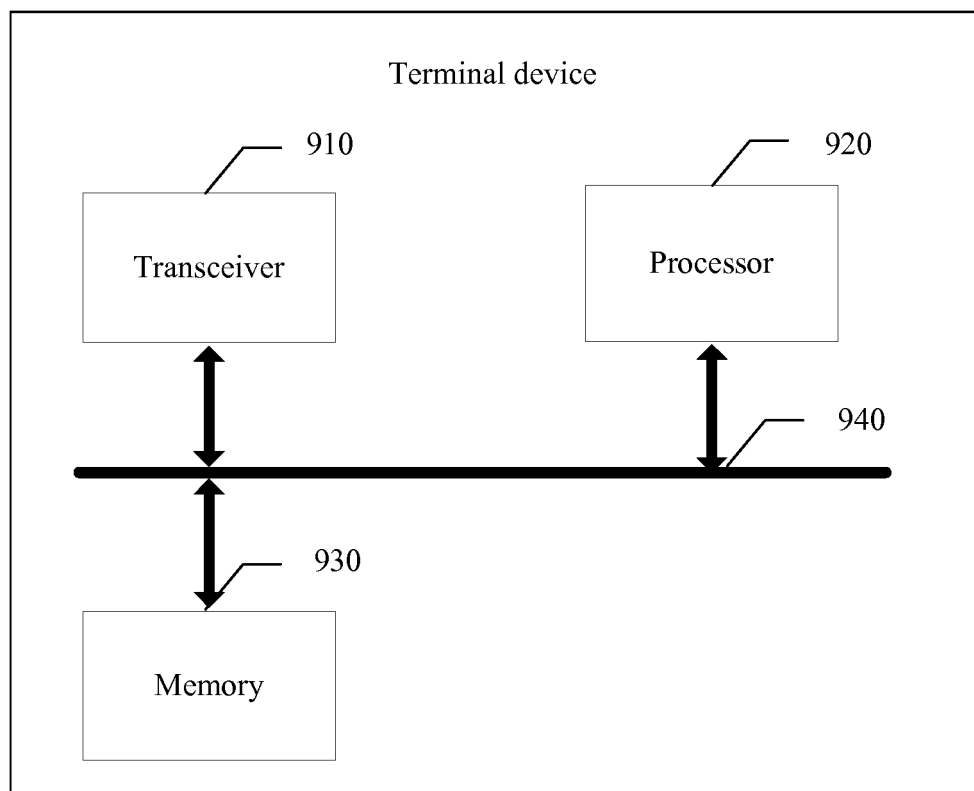 Terminal device
910
920
Transceiver
Processor
940
930
Memory